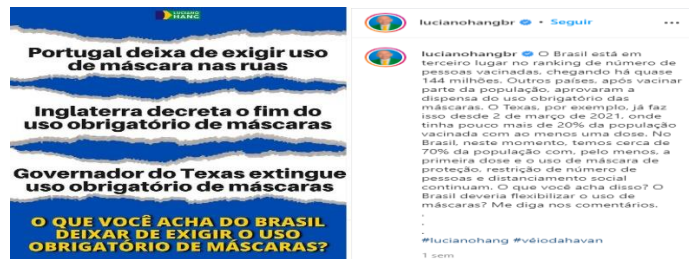 LUCIANO
HANG
Portugal deixa de exigir uso
de máscara nas ruas
Inglaterra decreta o fim do
uso obrigatório de máscaras
Governador do Texas extingue
uso obrigatório de máscaras
O QUE VOCÊ ACHA DO BRASIL
DEIXAR DE EXIGIR O USO
OBRIGATÓRIO DE MÁSCARAS?
lucianohangbr • Seguir ...
lucianohangbr O Brasil está em
terceiro lugar no ranking de número de
pessoas vacinadas, chegando há quase
144 milhões. Outros países, após vacinar
parte da população, aprovaram a
dispensa do uso obrigatório das
máscaras. O Texas, por exemplo, já faz
isso desde 2 de março de 2021, onde
tinha pouco mais de 20% da população
vacinada com ao menos uma dose. No
Brasil, neste momento, temos cerca de
70% da população com, pelo menos, a
primeira dose e o uso de máscara de
proteção, restrição de número de
pessoas e distanciamento social
continuam. O que você acha disso? O
Brasil deveria flexibilizar o uso de
máscaras? Me diga nos comentários.
.
.
.
#lucianohang #véiodahavan
1 sem